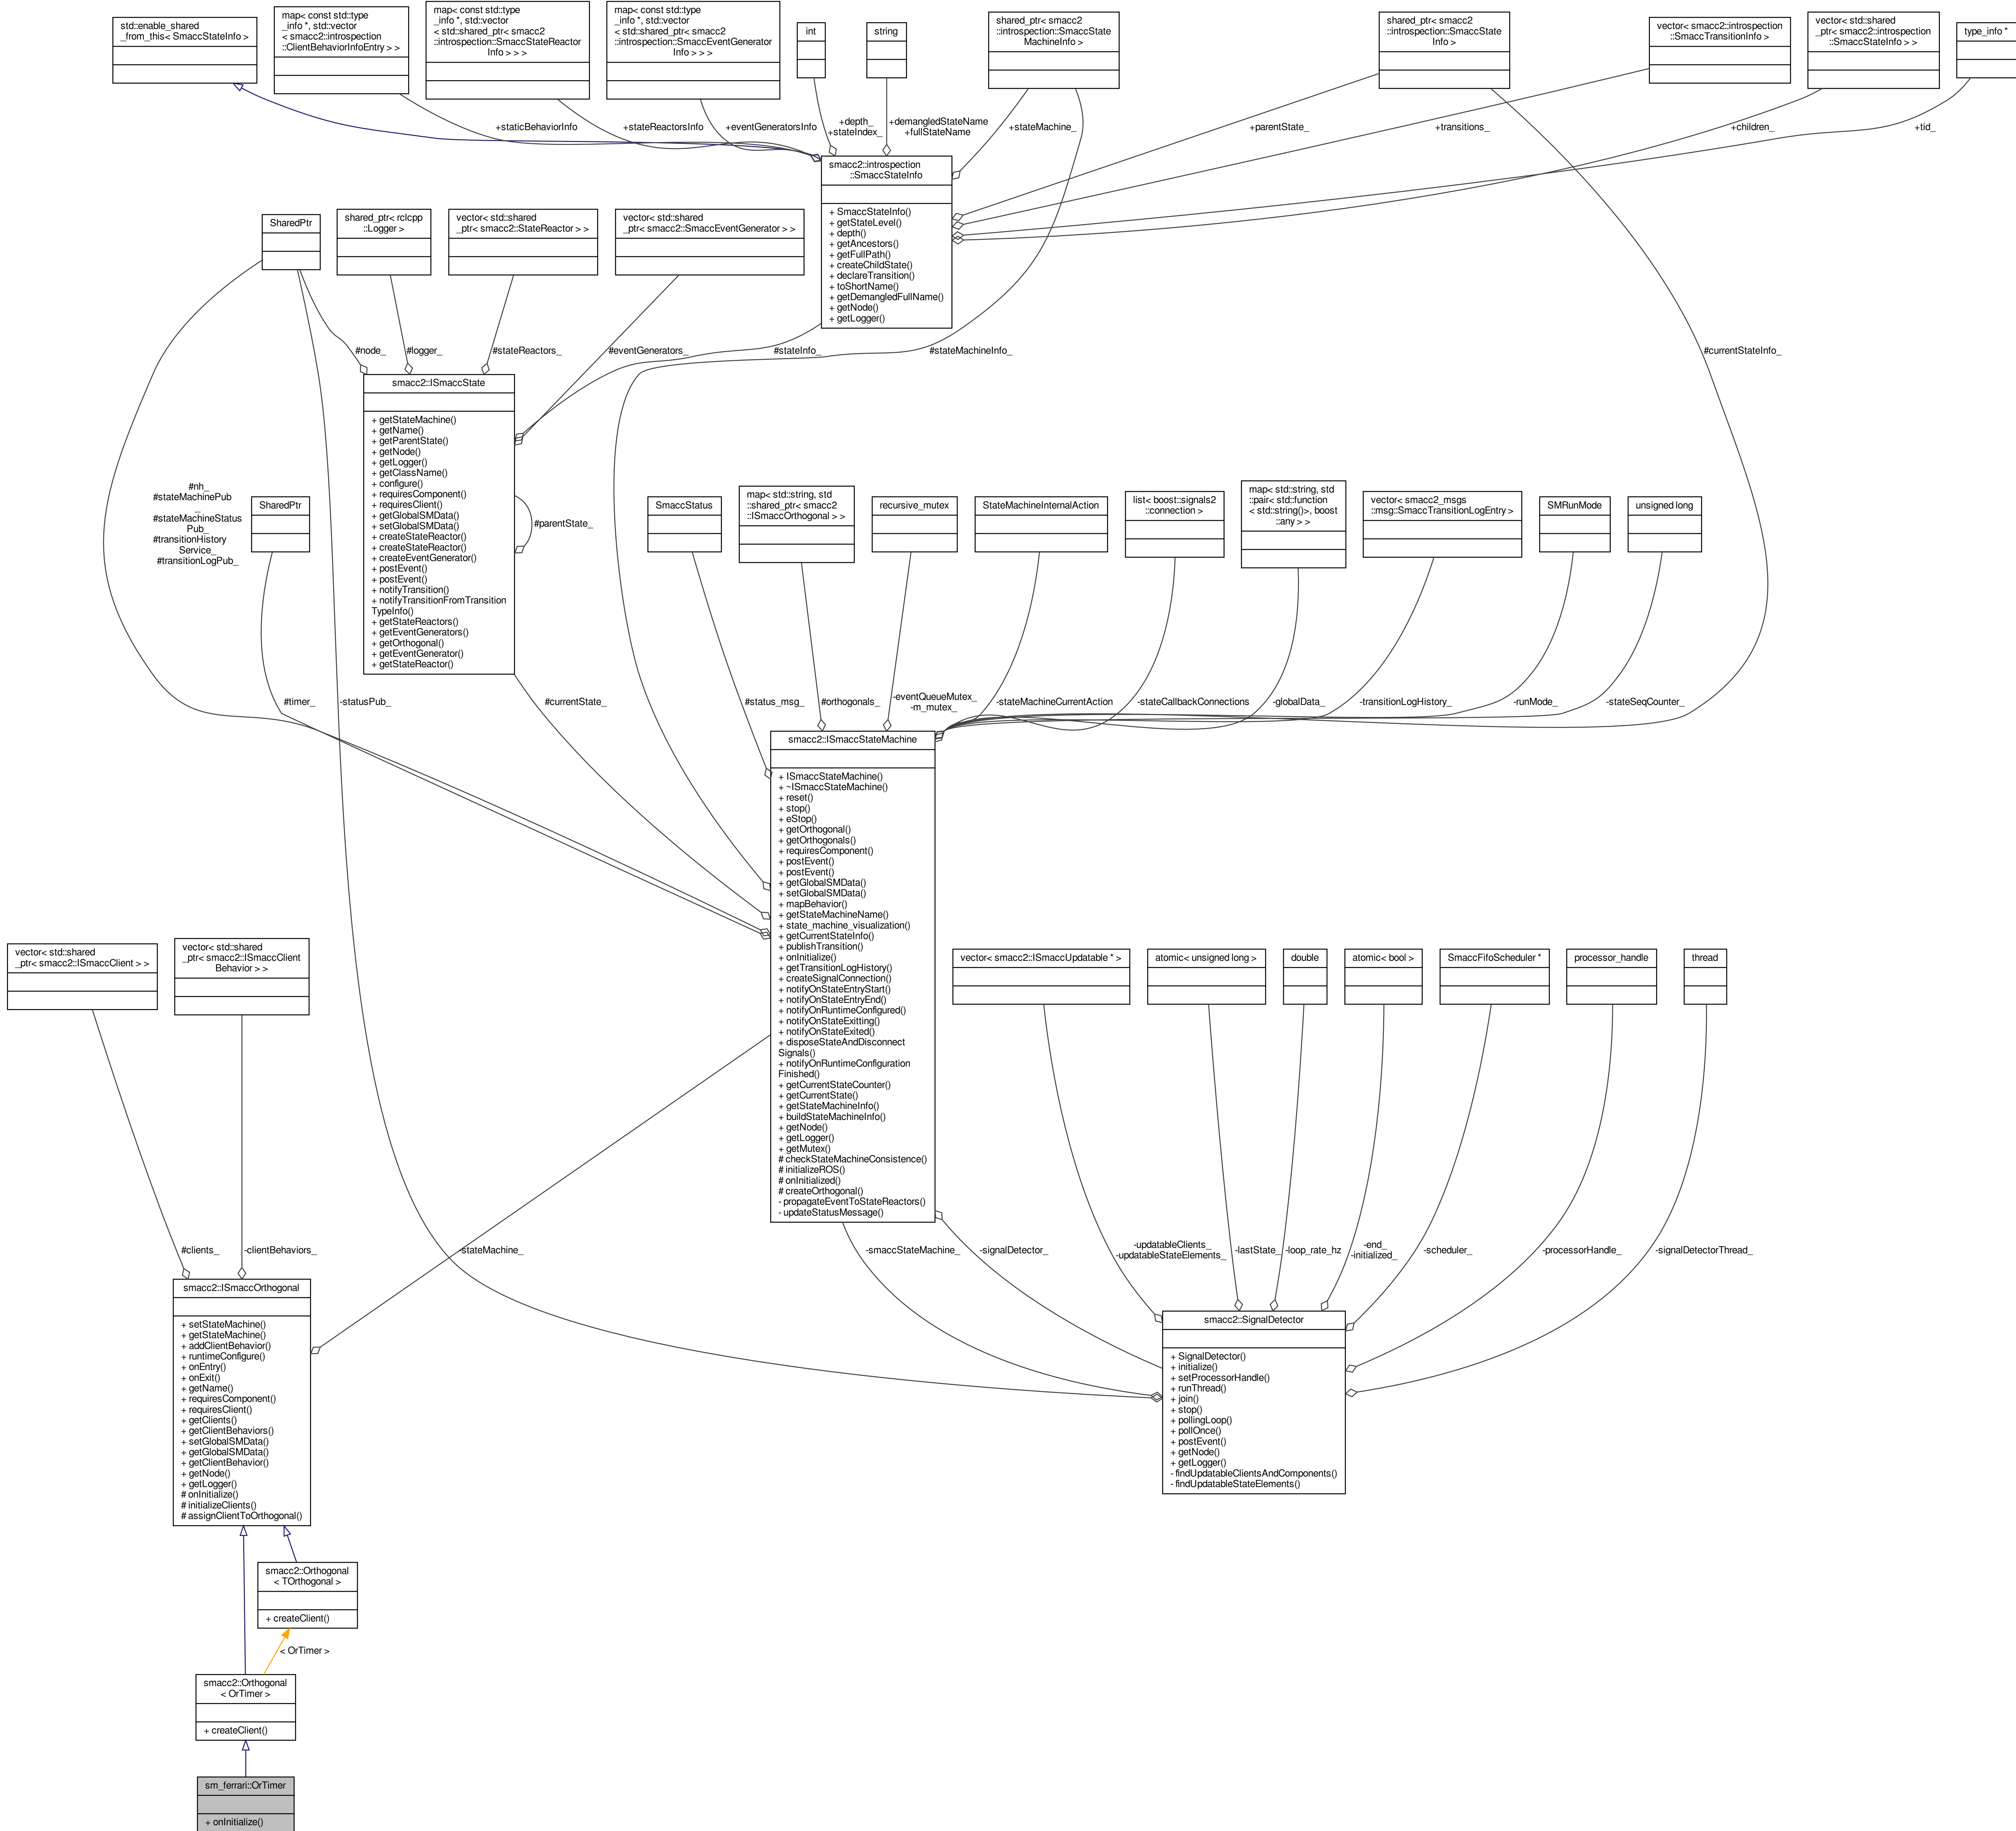 std::enable_shared
_from_this< SmaccStateInfo >
map< const std::type
_info *, std::vector
< smacc2::introspection
::ClientBehaviorInfoEntry > >
map< const std::type
_info *, std::vector
< std::shared_ptr< smacc2
::introspection::SmaccStateReactor
Info > > >
map< const std::type
_info *, std::vector
< std::shared_ptr< smacc2
::introspection::SmaccEventGenerator
Info > > >
int
string
shared_ptr< smacc2
::introspection::SmaccState
MachineInfo >
shared_ptr< smacc2
::introspection::SmaccState
Info >
vector< smacc2::introspection
::SmaccTransitionInfo >
vector< std::shared
_ptr< smacc2::introspection
::SmaccStateInfo > >
type_info *
+staticBehaviorInfo
+stateReactorsInfo
+eventGeneratorsInfo
+depth_
+stateIndex_
+demangledStateName
+fullStateName
+stateMachine_
+parentState_
+transitions_
+children_
+tid_
smacc2::introspection
::SmaccStateInfo
+ SmaccStateInfo()
+ getStateLevel()
+ depth()
+ getAncestors()
+ getFullPath()
+ createChildState()
+ declareTransition()
+ toShortName()
+ getDemangledFullName()
+ getNode()
+ getLogger()
SharedPtr
shared_ptr< rclcpp
::Logger >
vector< std::shared
_ptr< smacc2::StateReactor > >
vector< std::shared
_ptr< smacc2::SmaccEventGenerator > >
#node_
#logger_
#stateReactors_
#eventGenerators_
#stateInfo_
#stateMachineInfo_
#currentStateInfo_
smacc2::ISmaccState
+ getStateMachine()
+ getName()
+ getParentState()
+ getNode()
+ getLogger()
+ getClassName()
+ configure()
+ requiresComponent()
+ requiresClient()
+ getGlobalSMData()
+ setGlobalSMData()
+ createStateReactor()
+ createStateReactor()
+ createEventGenerator()
+ postEvent()
+ postEvent()
+ notifyTransition()
+ notifyTransitionFromTransition
TypeInfo()
+ getStateReactors()
+ getEventGenerators()
+ getOrthogonal()
+ getEventGenerator()
+ getStateReactor()
#parentState_
#nh_
#stateMachinePub
_
#stateMachineStatus
Pub_
#transitionHistory
Service_
#transitionLogPub_
SharedPtr
SmaccStatus
map< std::string, std
::shared_ptr< smacc2
::ISmaccOrthogonal > >
recursive_mutex
StateMachineInternalAction
list< boost::signals2
::connection >
map< std::string, std
::pair< std::function
< std::string()>, boost
::any > >
vector< smacc2_msgs
::msg::SmaccTransitionLogEntry >
SMRunMode
unsigned long
#timer_
-statusPub_
#currentState_
#status_msg_
#orthogonals_
-eventQueueMutex_
-m_mutex_
-stateMachineCurrentAction
-stateCallbackConnections
-globalData_
-transitionLogHistory_
-runMode_
-stateSeqCounter_
smacc2::ISmaccStateMachine
+ ISmaccStateMachine()
+ ~ISmaccStateMachine()
+ reset()
+ stop()
+ eStop()
+ getOrthogonal()
+ getOrthogonals()
+ requiresComponent()
+ postEvent()
+ postEvent()
+ getGlobalSMData()
+ setGlobalSMData()
+ mapBehavior()
+ getStateMachineName()
+ state_machine_visualization()
+ getCurrentStateInfo()
+ publishTransition()
+ onInitialize()
+ getTransitionLogHistory()
+ createSignalConnection()
+ notifyOnStateEntryStart()
+ notifyOnStateEntryEnd()
+ notifyOnRuntimeConfigured()
+ notifyOnStateExitting()
+ notifyOnStateExited()
+ disposeStateAndDisconnect
Signals()
+ notifyOnRuntimeConfiguration
Finished()
+ getCurrentStateCounter()
+ getCurrentState()
+ getStateMachineInfo()
+ buildStateMachineInfo()
+ getNode()
+ getLogger()
+ getMutex()
# checkStateMachineConsistence()
# initializeROS()
# onInitialized()
# createOrthogonal()
- propagateEventToStateReactors()
- updateStatusMessage()
vector< std::shared
_ptr< smacc2::ISmaccClient > >
vector< std::shared
_ptr< smacc2::ISmaccClient
Behavior > >
vector< smacc2::ISmaccUpdatable * >
atomic< unsigned long >
double
atomic< bool >
SmaccFifoScheduler *
processor_handle
thread
#clients_
-clientBehaviors_
-stateMachine_
-smaccStateMachine_
-signalDetector_
-updatableClients_
-updatableStateElements_
-lastState_
-loop_rate_hz
-end_
-initialized_
-scheduler_
-processorHandle_
-signalDetectorThread_
smacc2::ISmaccOrthogonal
+ setStateMachine()
+ getStateMachine()
+ addClientBehavior()
+ runtimeConfigure()
+ onEntry()
+ onExit()
+ getName()
+ requiresComponent()
+ requiresClient()
+ getClients()
+ getClientBehaviors()
+ setGlobalSMData()
+ getGlobalSMData()
+ getClientBehavior()
+ getNode()
+ getLogger()
# onInitialize()
# initializeClients()
# assignClientToOrthogonal()
smacc2::SignalDetector
+ SignalDetector()
+ initialize()
+ setProcessorHandle()
+ runThread()
+ join()
+ stop()
+ pollingLoop()
+ pollOnce()
+ postEvent()
+ getNode()
+ getLogger()
- findUpdatableClientsAndComponents()
- findUpdatableStateElements()
smacc2::Orthogonal
< TOrthogonal >
+ createClient()
< OrTimer >
smacc2::Orthogonal
< OrTimer >
+ createClient()
sm_ferrari::OrTimer
+ onInitialize()